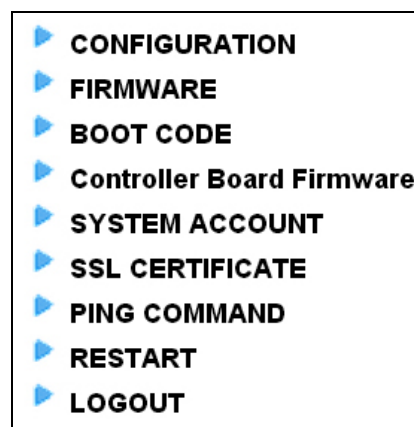 CONFIGURATION
FIRMWARE
BOOT CODE
Controller Board Firmware
SYSTEM ACCOUNT
SSL CERTIFICATE
PING COMMAND
RESTART
LOGOUT